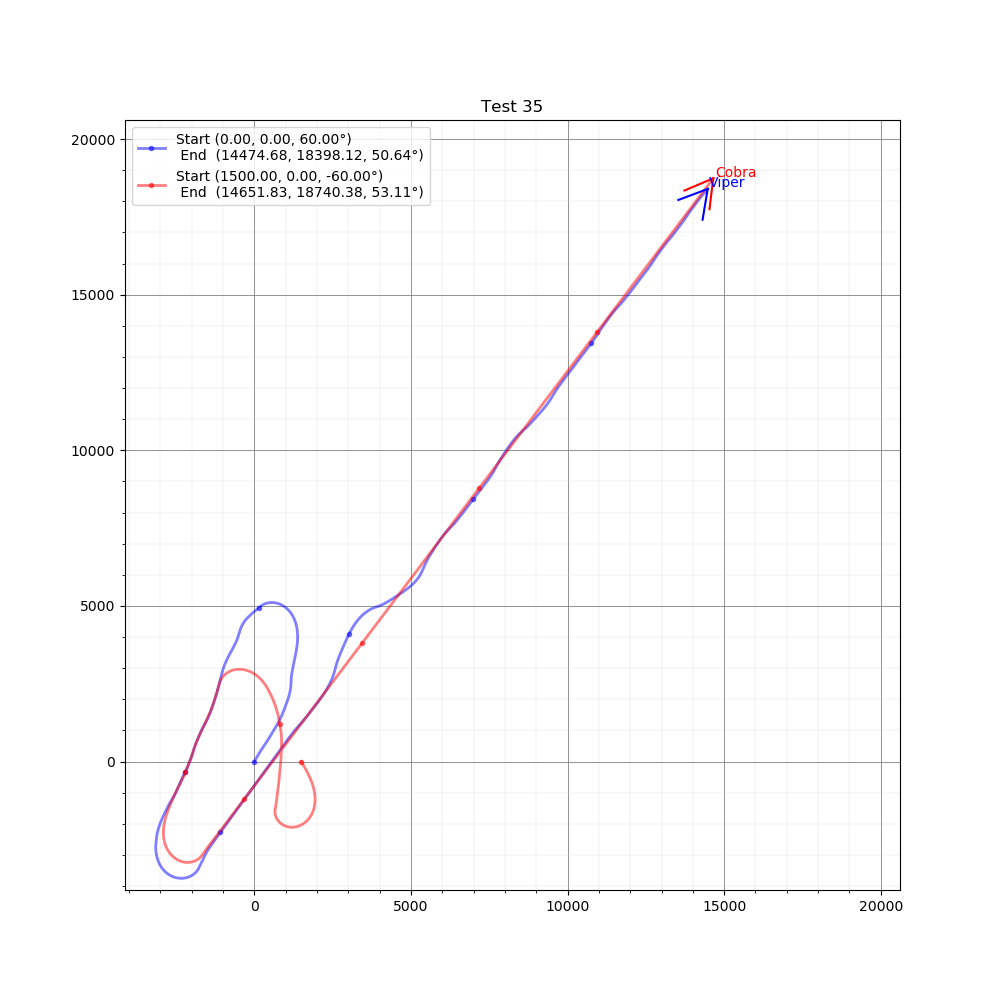 Test 35
Start (0.00, 0.00, 60.00°)
End (14474.68, 18398.12, 50.64°)
Start (1500.00, 0.00, -60.00°)
End (14651.83, 18740.38, 53.11°)
Cobra
Viper
20000
15000
10000
5000
0
0
5000
10000
15000
20000